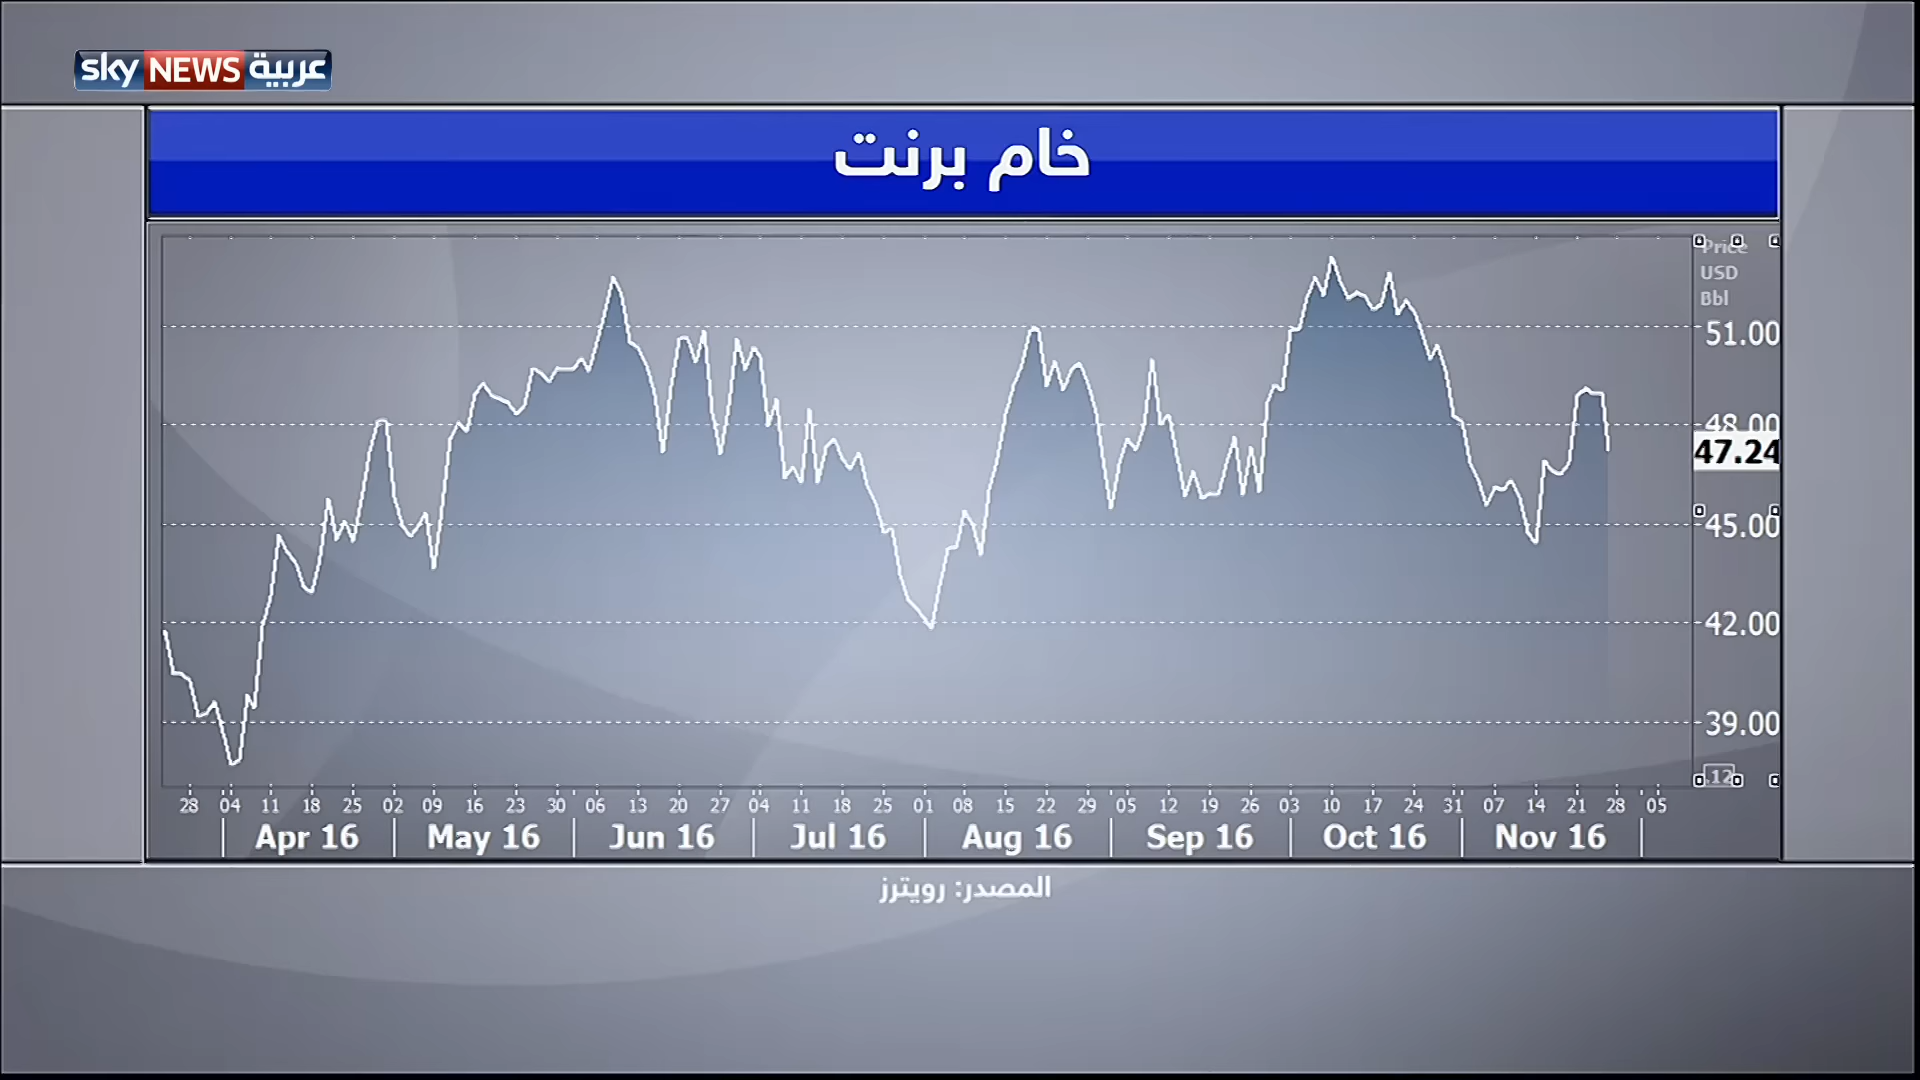 sky NEWS عربية
خام برنت
Price
USD
Bbl
51.00
48.00
47.24
45.00
42.00
39.00
.12
28 04 11 18 25 02 09 16 23 30 06 13 20 27 04 11 18 25 01 08 15 22 29 05 12 19 26 03 10 17 24 31 07 14 21 28 05
Apr 16 May 16 Jun 16 Jul 16 Aug 16 Sep 16 Oct 16 Nov 16
المصدر: رويترز